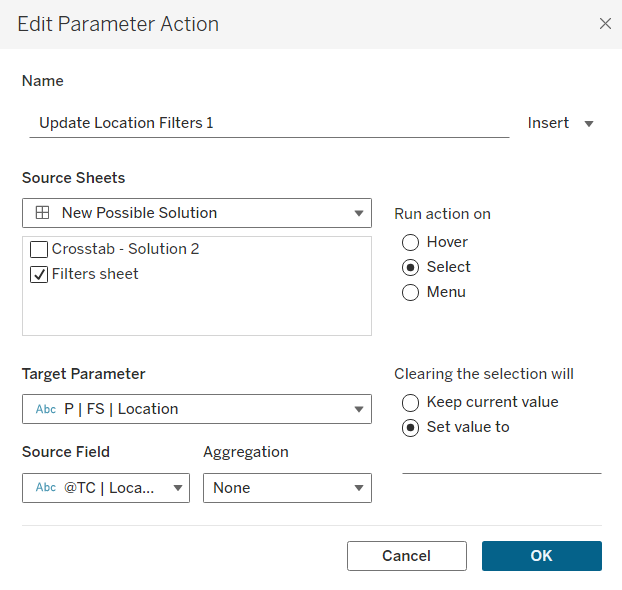 Edit Parameter Action
Name
Update Location Filters 1
Insert
Source Sheets
New Possible Solution
Crosstab - Solution 2
Filters sheet
Run action on
Hover
Select
Menu
Target Parameter
Abc P | FS | Location
Source Field
Abc @TC | Loca...
Aggregation
None
Clearing the selection will
Keep current value
Set value to
Cancel
OK